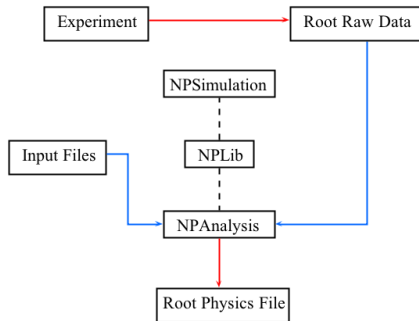 Experiment
Root Raw Data
NPSimulation
NPLib
Input Files
NPAnalysis
Root Physics File